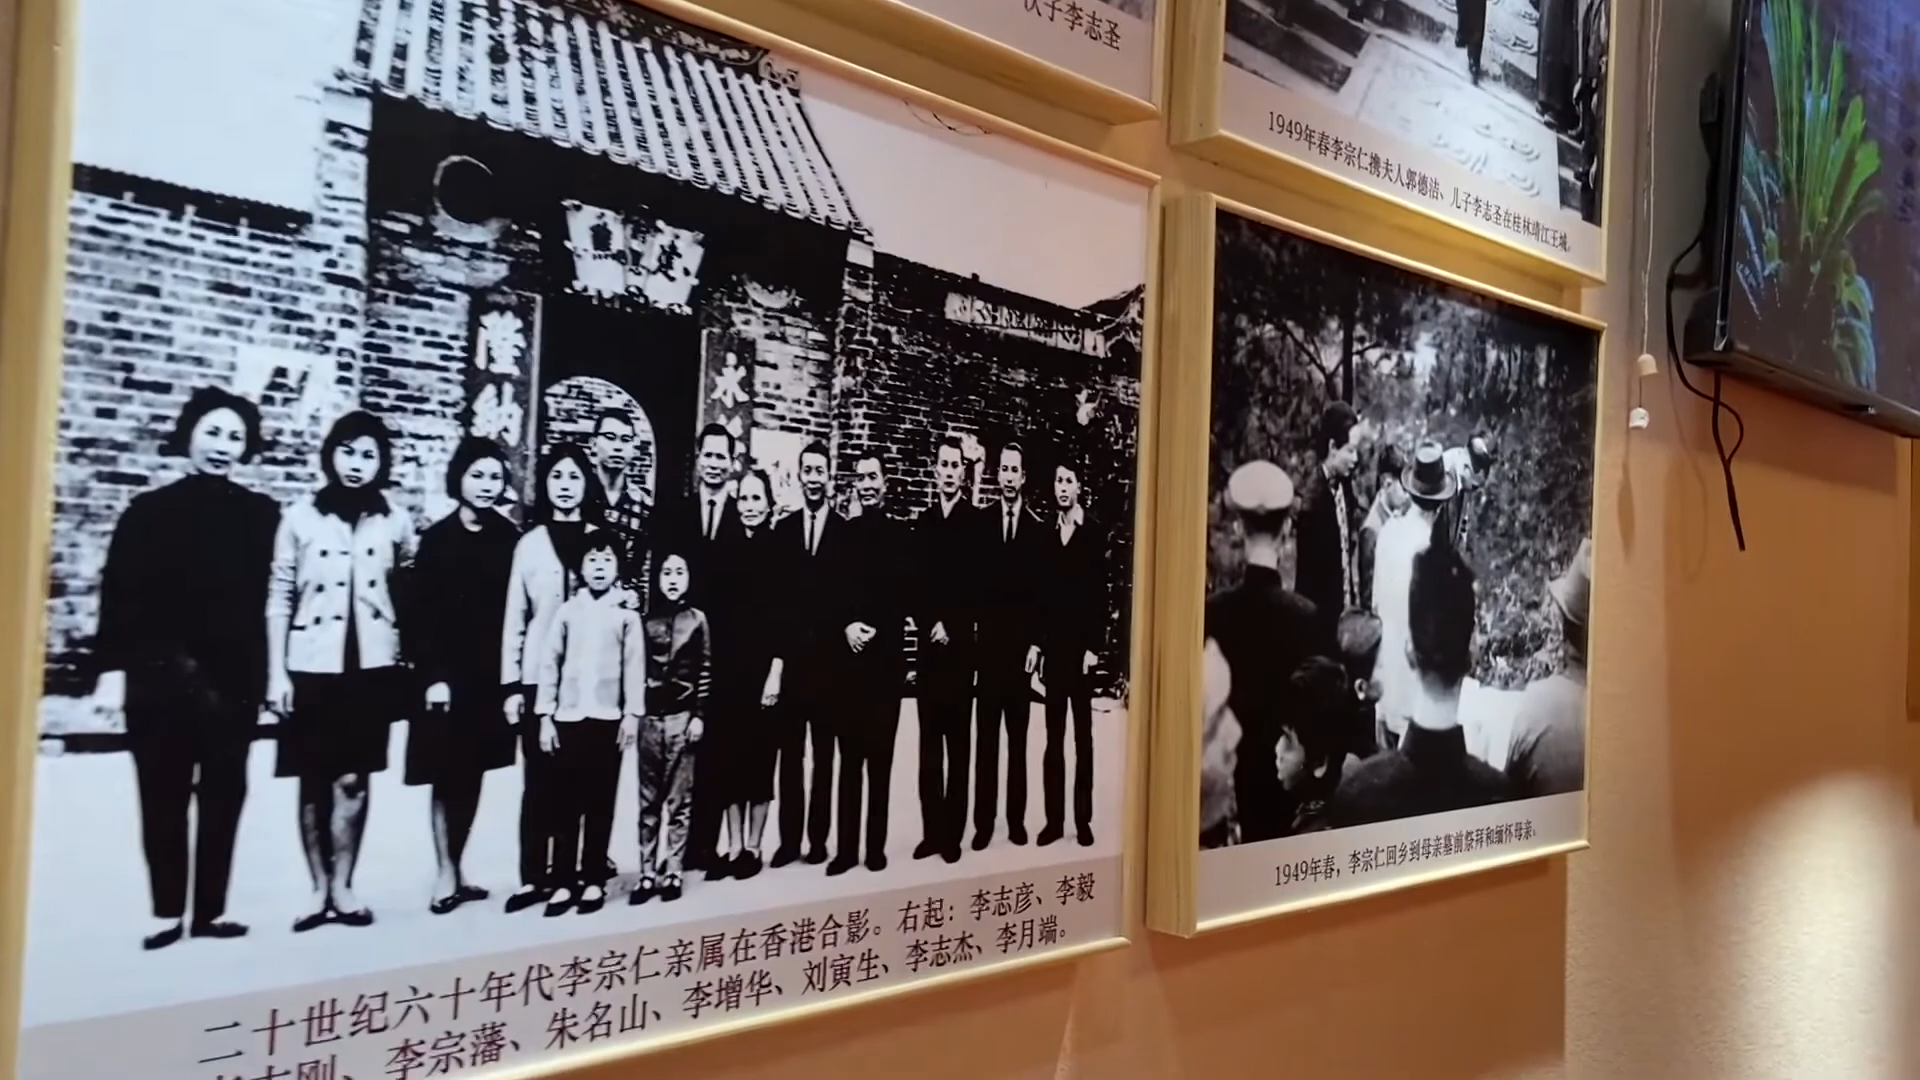 次子李志圣
1949年春李宗仁携夫人郭德洁、儿子李志圣在桂林靖江王城。
建
隆
纳
水
二十世纪六十年代李宗仁亲属在香港合影。右起：李志彦、李毅
刚、李宗藩、朱名山、李增华、刘寅生、李志杰、李月端。
1949年春，李宗仁回乡到母亲墓前祭拜和缅怀母亲。